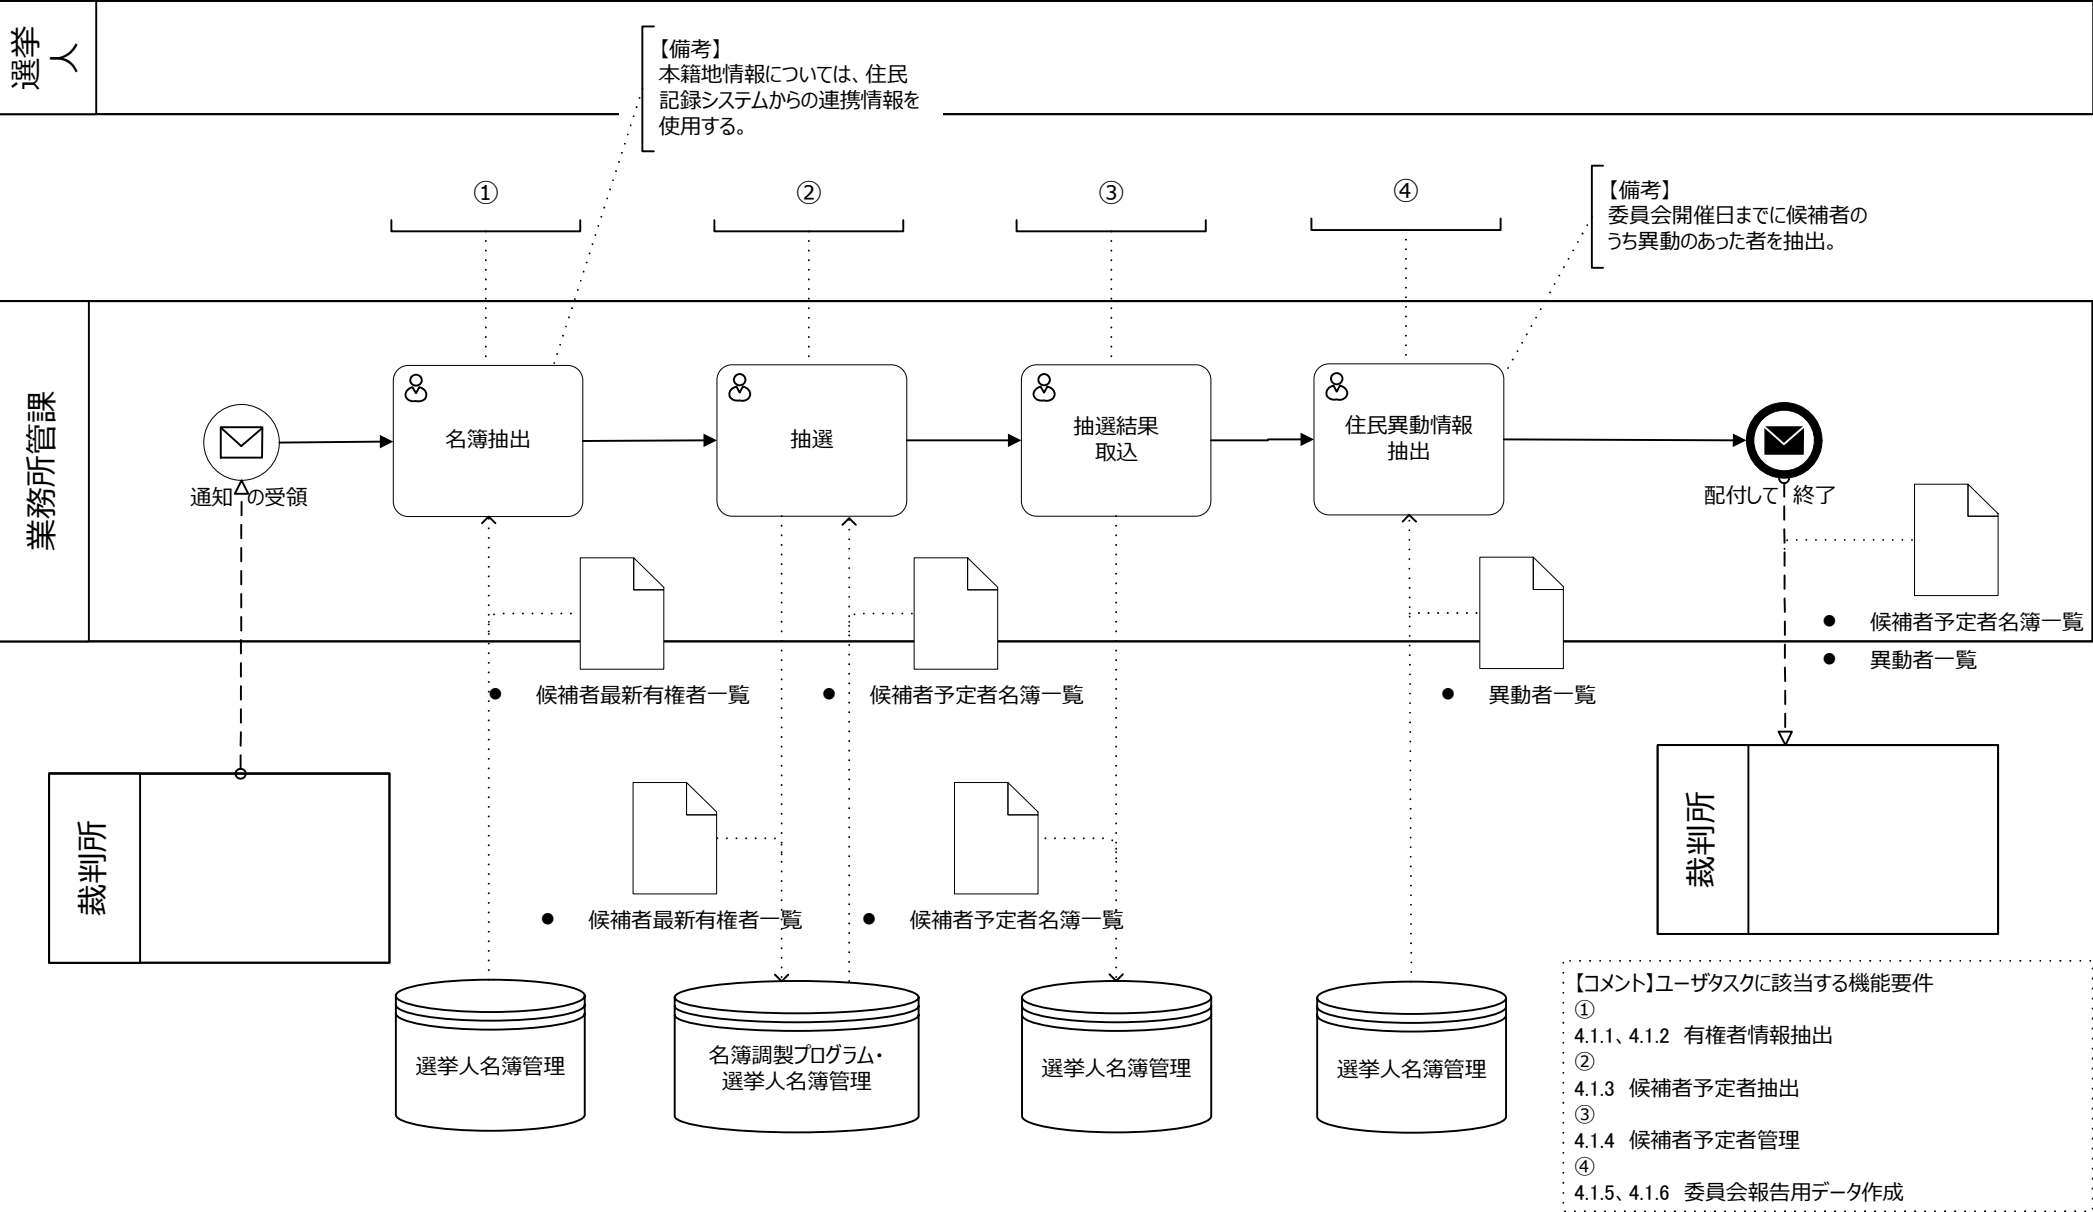 選挙
人
【備考】
本籍地情報については、住民
記録システムからの連携情報を
使用する。
①
②
③
④
【備考】
委員会開催日までに候補者の
うち異動のあった者を抽出。
業務所管課
通知 の受領
名簿抽出
抽選
抽選結果
取込
住民異動情報
抽出
配付して 終了
● 候補者予定者名簿一覧
● 異動者一覧
● 候補者最新有権者一覧
● 候補者予定者名簿一覧
● 異動者一覧
裁判所
● 候補者最新有権者一覧
● 候補者予定者名簿一覧
裁判所
選挙人名簿管理
名簿調製プログラム・
選挙人名簿管理
選挙人名簿管理
選挙人名簿管理
【コメント】ユーザタスクに該当する機能要件
①
4.1.1、4.1.2 有権者情報抽出
②
4.1.3 候補者予定者抽出
③
4.1.4 候補者予定者管理
④
4.1.5、4.1.6 委員会報告用データ作成